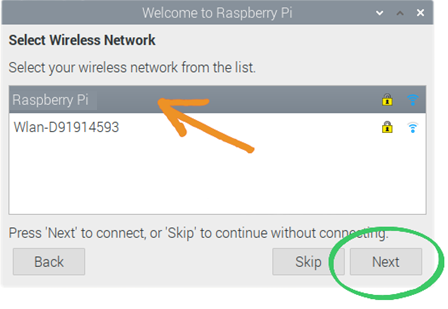 Welcome to Raspberry Pi
Select Wireless Network
Select your wireless network from the list.
Raspberry Pi
Wlan-D91914593
Press 'Next' to connect, or 'Skip' to continue without connecting.
Back Skip Next